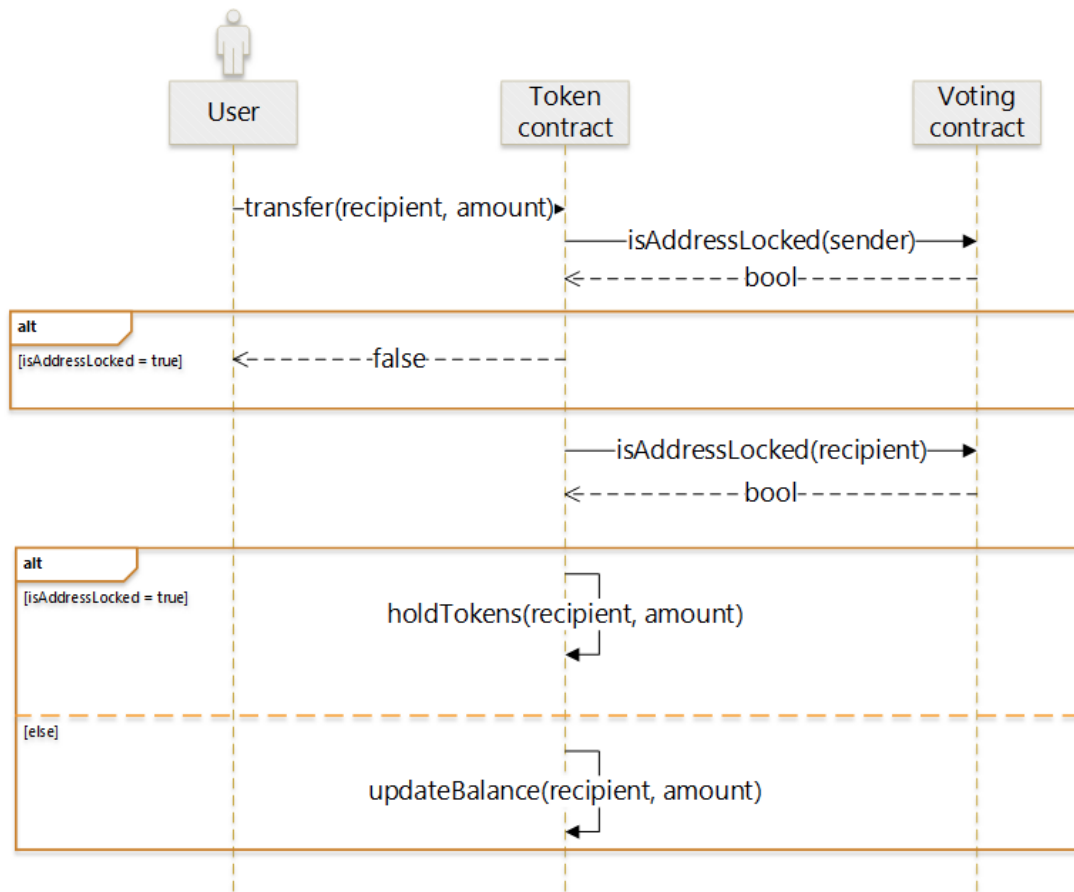 User
Token
contract
Voting
contract
transfer(recipient, amount)
isAddressLocked(sender)
bool
alt
[isAddressLocked = true]
false
isAddressLocked(recipient)
bool
alt
[isAddressLocked = true]
holdTokens(recipient, amount)
[else]
updateBalance(recipient, amount)